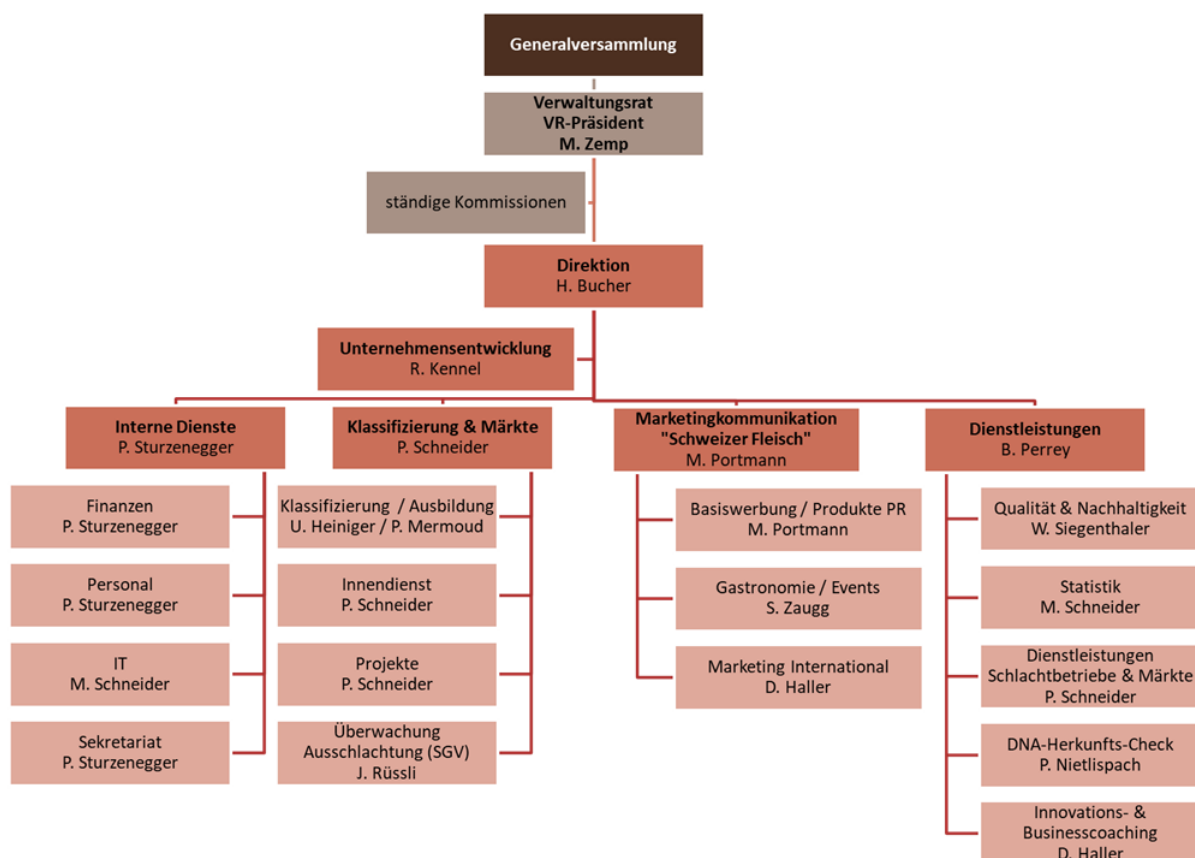 Generalversammlung
Verwaltungsrat
VR-Präsident
M. Zemp
ständige Kommissionen
Direktion
H. Bucher
Unternehmensentwicklung
R. Kennel
Interne Dienste
P. Sturzenegger
Finanzen
P. Sturzenegger
Personal
P. Sturzenegger
IT
M. Schneider
Sekretariat
P. Sturzenegger
Klassifizierung & Märkte
P. Schneider
Klassifizierung / Ausbildung
U. Heiniger / P. Mermoud
Innendienst
P. Schneider
Projekte
P. Schneider
Überwachung
Ausschlachtung (SGV)
J. Rüssli
Marketingkommunikation
"Schweizer Fleisch"
M. Portmann
Basiswerbung / Produkte PR
M. Portmann
Gastronomie / Events
S. Zaugg
Marketing International
D. Haller
Dienstleistungen
B. Perrey
Qualität & Nachhaltigkeit
W. Siegenthaler
Statistik
M. Schneider
Dienstleistungen
Schlachtbetriebe & Märkte
P. Schneider
DNA-Herkunfts-Check
P. Nietlispach
Innovations- &
Businesscoaching
D. Haller